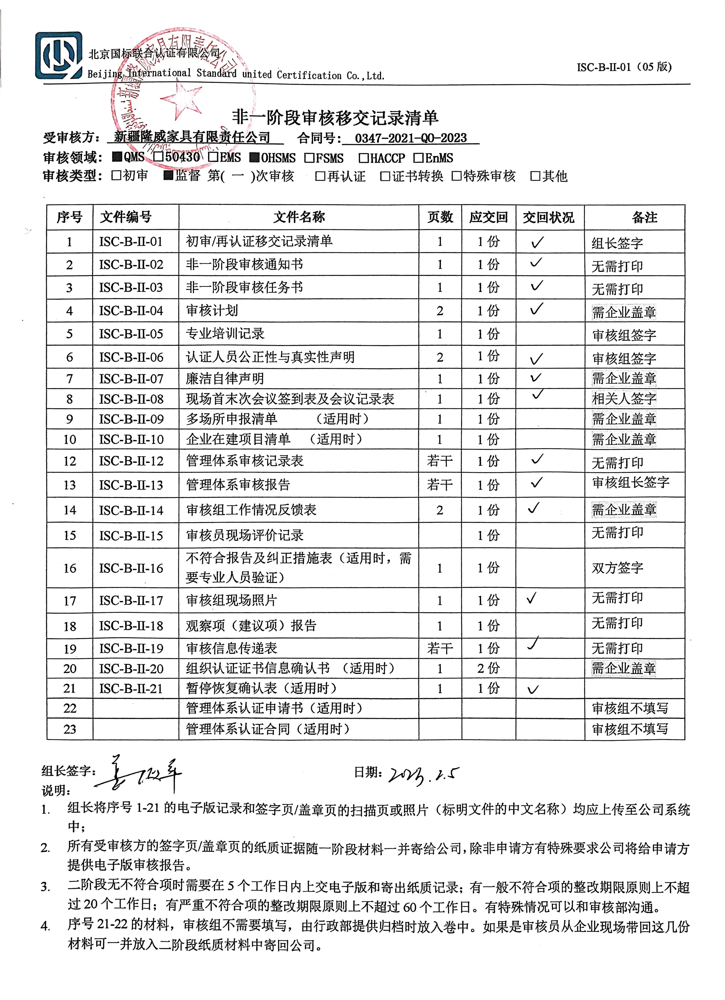 北京国标联合认证有限公司
Beijing International Standard united Certification Co.,Ltd.
ISC-B-II-01（05 版)
新疆隆威家具有限责任公司
非一阶段审核移交记录清单
受审核方： 新疆隆威家具有限责任公司 合同号： 0347-2021-QO-2023
审核领域：■QMS □50430 □EMS ■OHSMS □FSMS □HACCP □EnMS
审核类型：□初审 ■监督 第( 一 )次审核 □再认证 □证书转换 □特殊审核 □其他
序号 文件编号 文件名称 页数 应交回 交回状况 备注
1 ISC-B-II-01 初审/再认证移交记录清单 1 1 份 ✓ 组长签字
2 ISC-B-II-02 非一阶段审核通知书 1 1 份 ✓ 无需打印
3 ISC-B-II-03 非一阶段审核任务书 1 1 份 ✓ 无需打印
4 ISC-B-II-04 审核计划 2 1 份 ✓ 需企业盖章
5 ISC-B-II-05 专业培训记录 1 1 份 审核组签字
6 ISC-B-II-06 认证人员公正性与真实性声明 2 1 份 ✓ 审核组签字
7 ISC-B-II-07 廉洁自律声明 1 1 份 ✓ 需企业盖章
8 ISC-B-II-08 现场首末次会议签到表及会议记录表 1 1 份 ✓ 相关人签字
9 ISC-B-II-09 多场所申报清单 （适用时） 1 1 份 需企业盖章
10 ISC-B-II-10 企业在建项目清单 （适用时） 1 1 份 需企业盖章
12 ISC-B-II-12 管理体系审核记录表 若干 1 份 ✓ 无需打印
13 ISC-B-II-13 管理体系审核报告 若干 1 份 ✓ 审核组长签字
14 ISC-B-II-14 审核组工作情况反馈表 2 1 份 ✓ 需企业盖章
15 ISC-B-II-15 审核员现场评价记录 1 份 无需打印
16 ISC-B-II-16 不符合报告及纠正措施表（适用时，需
要专业人员验证） 1 1 份 双方签字
17 ISC-B-II-17 审核组现场照片 1 1 份 ✓ 无需打印
18 ISC-B-II-18 观察项（建议项）报告 1 1 份 无需打印
19 ISC-B-II-19 审核信息传递表 若干 1 份 ✓ 无需打印
20 ISC-B-II-20 组织认证证书信息确认书 （适用时） 1 2 份 需企业盖章
21 ISC-B-II-21 暂停恢复确认表（适用时） 1 1 份 ✓
22 管理体系认证申请书（适用时） 审核组不填写
23 管理体系认证合同（适用时） 审核组不填写
组长签字： 日期：2023.2.5
说明：
1. 组长将序号 1-21 的电子版记录和签字页/盖章页的扫描页或照片（标明文件的中文名称）均应上传至公司系统
中；
2. 所有受审核方的签字页/盖章页的纸质证据随一阶段材料一并寄给公司，除非申请方有特殊要求公司将给申请方
提供电子版审核报告。
3. 二阶段无不符合项时需要在 5 个工作日内上交电子版和寄出纸质记录；有一般不符合项的整改期限原则上不超
过 20 个工作日；有严重不符合项的整改期限原则上不超过 60 个工作日。有特殊情况可以和审核部沟通。
4. 序号 21-22 的材料，审核组不需要填写，由行政部提供归档时放入卷中。如果是审核员从企业现场带回这几份
材料可一并放入二阶段纸质材料中寄回公司。